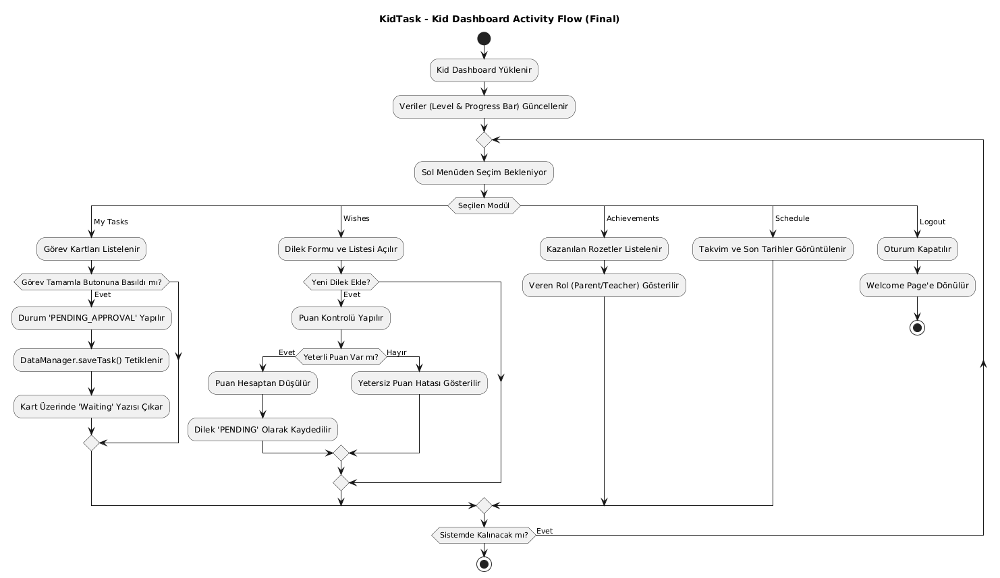 KidTask - Kid Dashboard Activity Flow (Final)
Kid Dashboard Yüklenir
Veriler (Level & Progress Bar) Güncellenir
Sol Menüden Seçim Bekleniyor
Seçilen Modül
My Tasks
Görev Kartları Listelenir
Görev Tamamla Butonuna Basıldı mı?
Evet
Durum 'PENDING_APPROVAL' Yapılır
DataManager.saveTask() Tetiklenir
Kart Üzerinde 'Waiting' Yazısı Çıkar
Wishes
Dilek Formu ve Listesi Açılır
Yeni Dilek Ekle?
Evet
Puan Kontrolü Yapılır
Yeterli Puan Var mı?
Evet
Puan Hesaptan Düşülür
Dilek 'PENDING' Olarak Kaydedilir
Hayır
Yetersiz Puan Hatası Gösterilir
Achievements
Kazanılan Rozetler Listelenir
Veren Rol (Parent/Teacher) Gösterilir
Schedule
Takvim ve Son Tarihler Görüntülenir
Logout
Oturum Kapatılır
Welcome Page'e Dönülür
Sistemde Kalınacak mı?
Evet